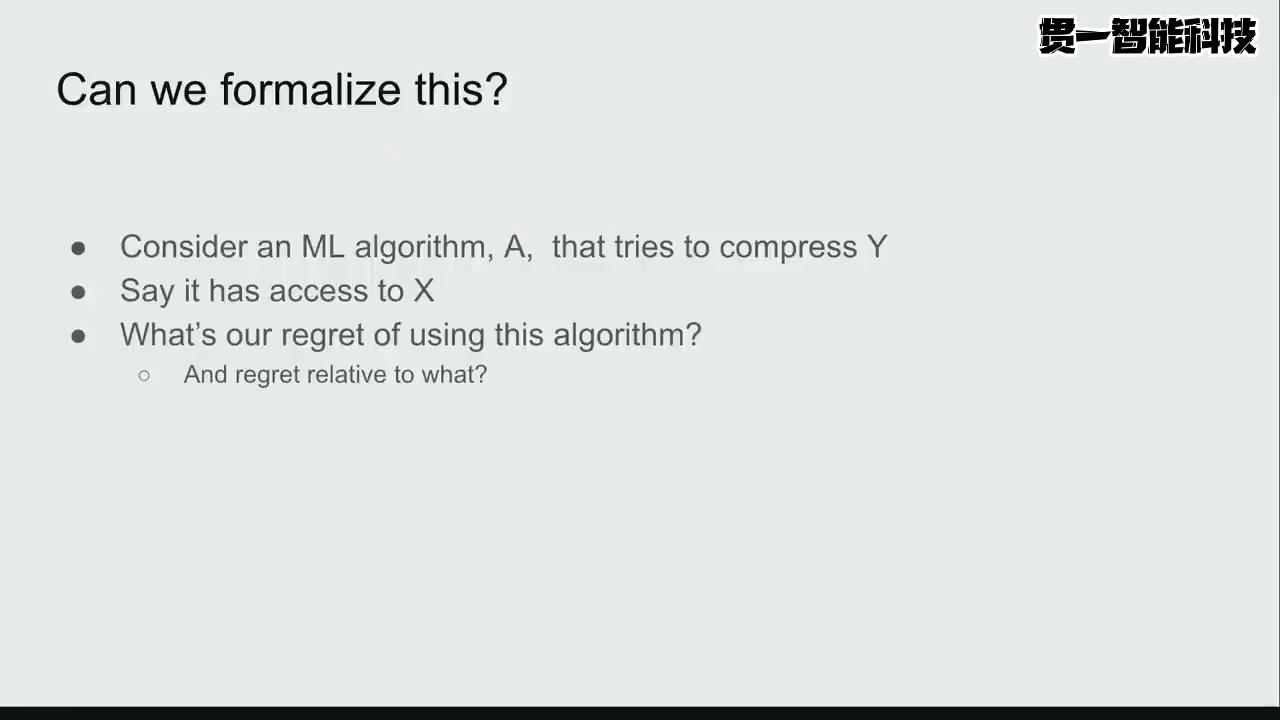 贯一智能科技
Can we formalize this?
● Consider an ML algorithm, A,  that tries to compress Y
● Say it has access to X
● What's our regret of using this algorithm?
○ And regret relative to what?